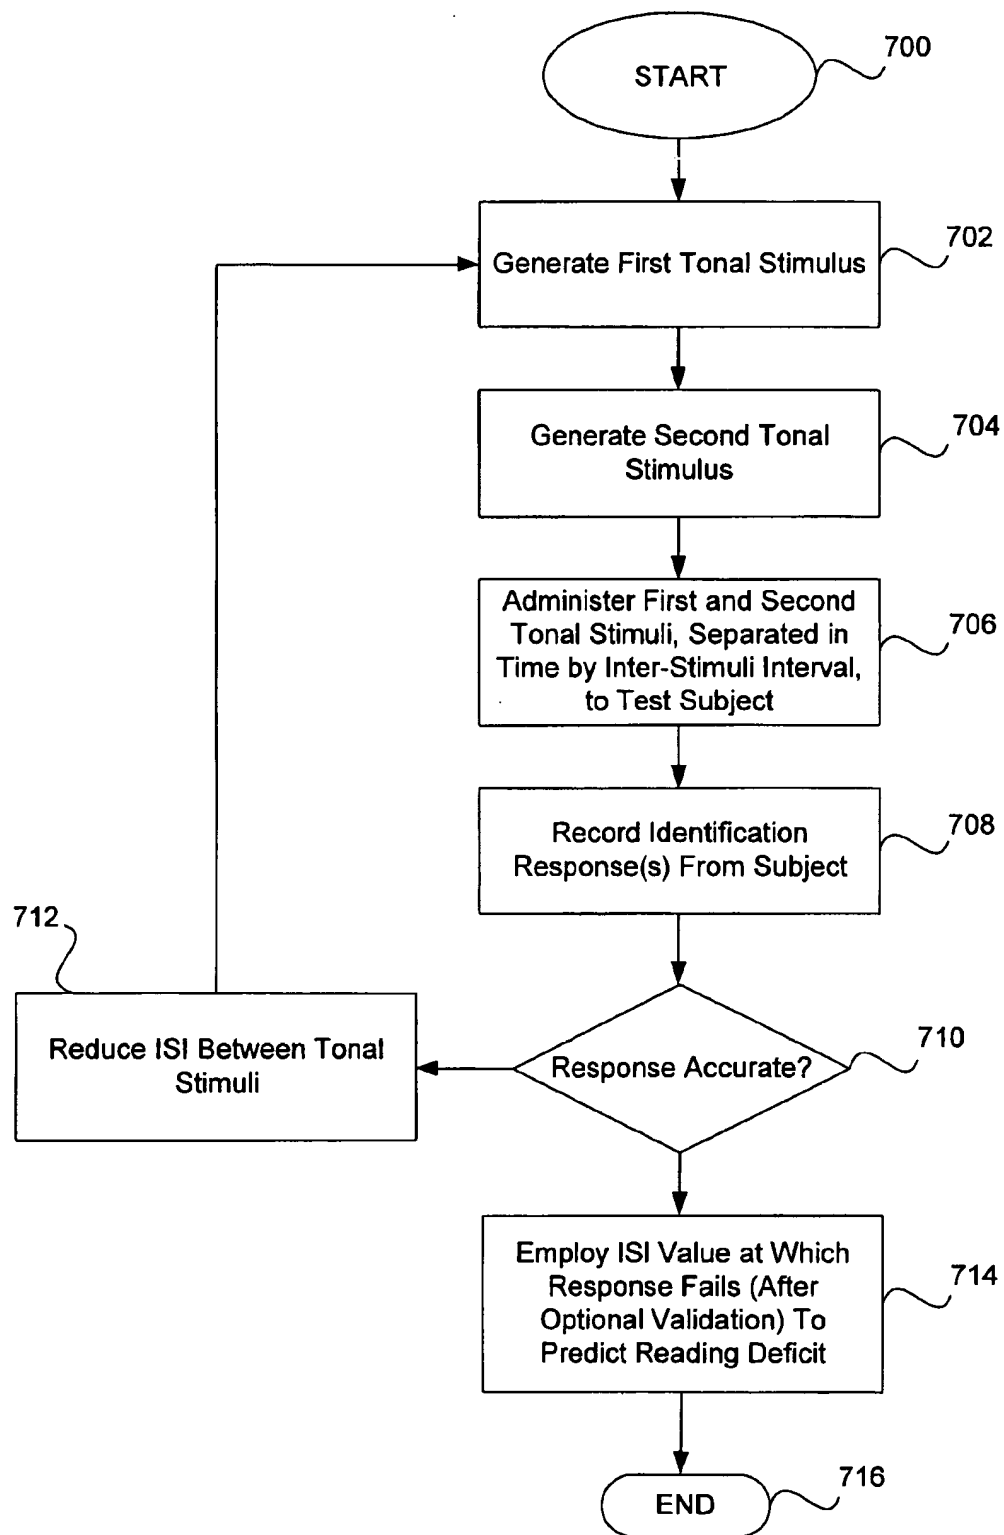 START
700
Generate First Tonal Stimulus
702
Generate Second Tonal
Stimulus
704
Administer First and Second
Tonal Stimuli, Separated in
Time by Inter-Stimuli Interval,
to Test Subject
706
Record Identification
Response(s) From Subject
708
712
Reduce ISI Between Tonal
Stimuli
Response Accurate?
710
Employ ISI Value at Which
Response Fails (After
Optional Validation) To
Predict Reading Deficit
714
END
716